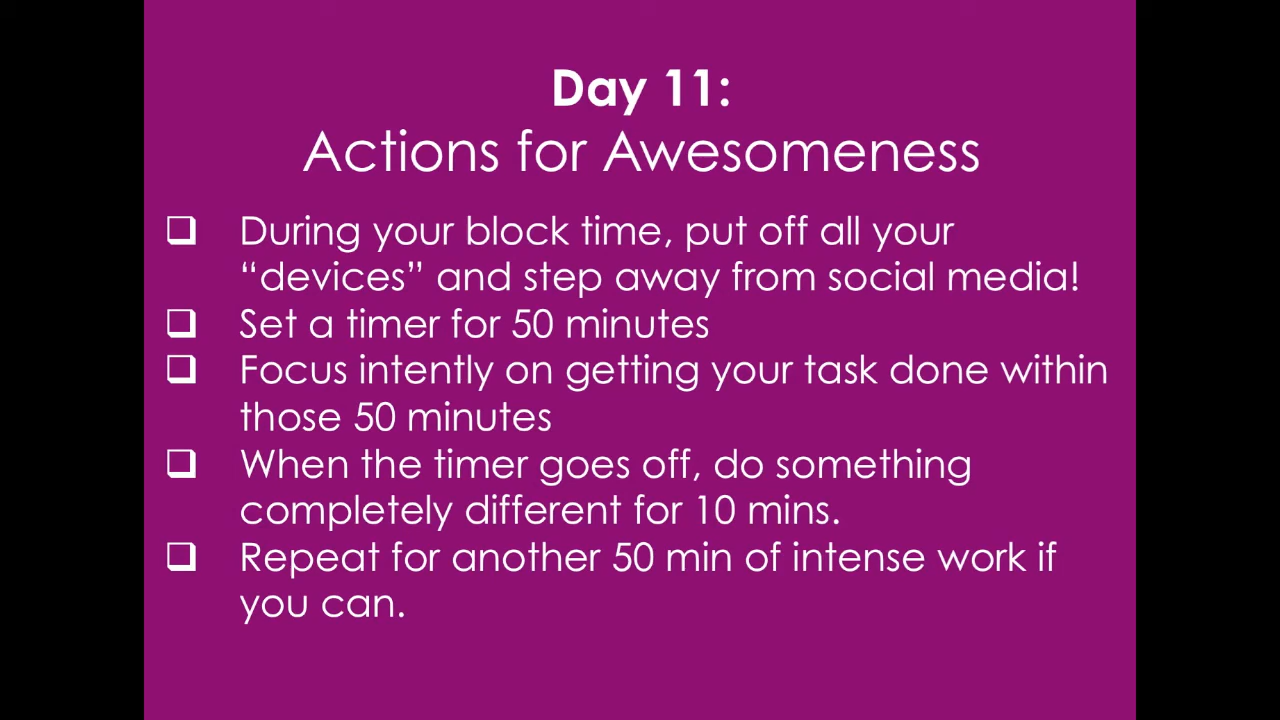 Day 11:
Actions for Awesomeness
During your block time, put off all your
“devices” and step away from social media!
Set a timer for 50 minutes
Focus intently on getting your task done within
those 50 minutes
When the timer goes off, do something
completely different for 10 mins.
Repeat for another 50 min of intense work if
you can.